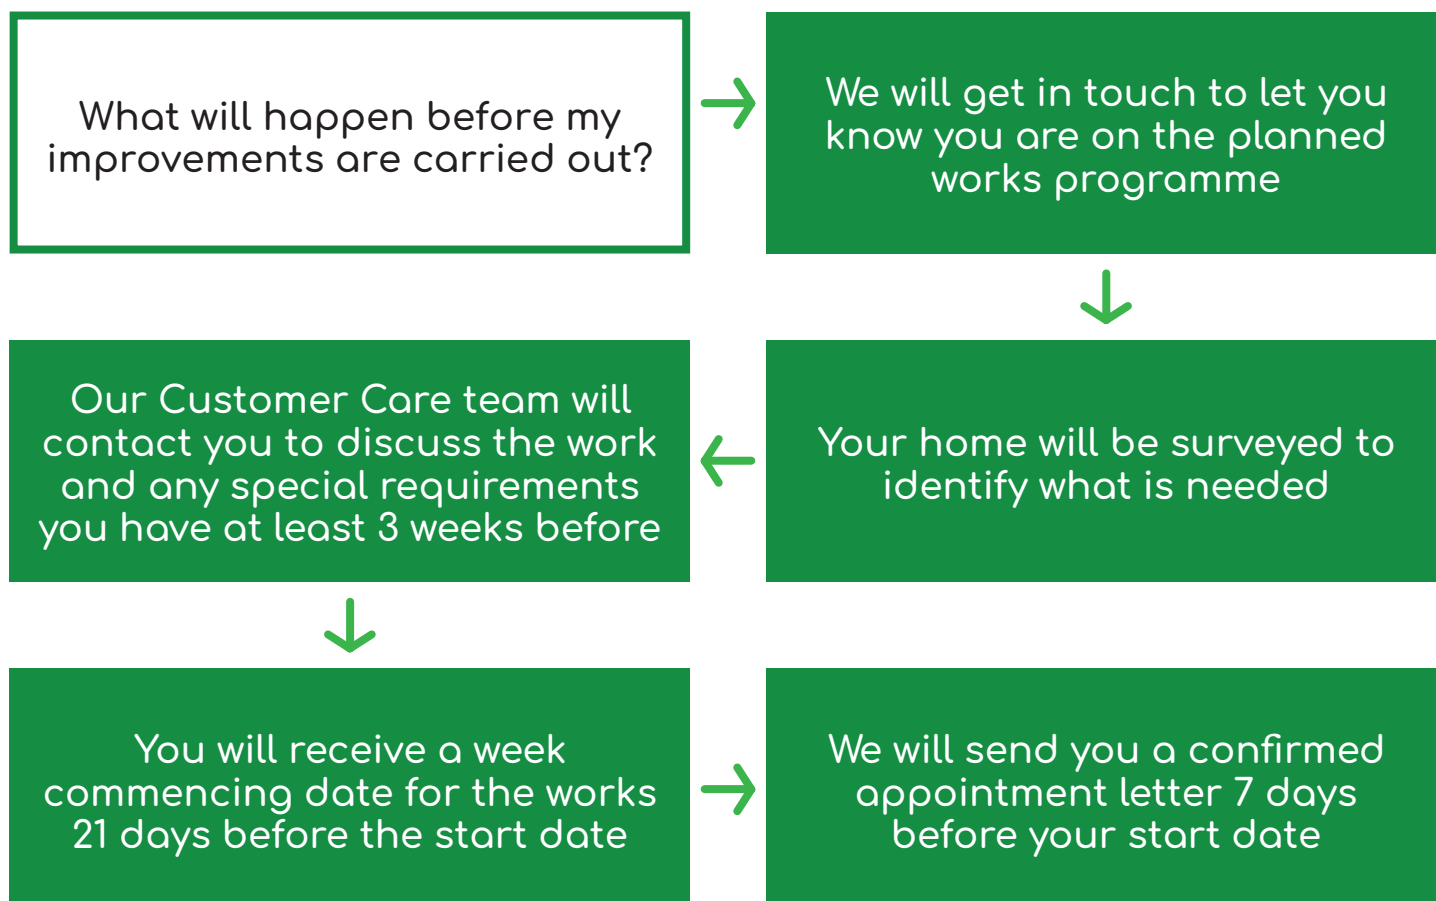 What will happen before my
improvements are carried out?
We will get in touch to let you
know you are on the planned
works programme
Your home will be surveyed to
identify what is needed
Our Customer Care team will
contact you to discuss the work
and any special requirements
you have at least 3 weeks before
You will receive a week
commencing date for the works
21 days before the start date
We will send you a confirmed
appointment letter 7 days
before your start date